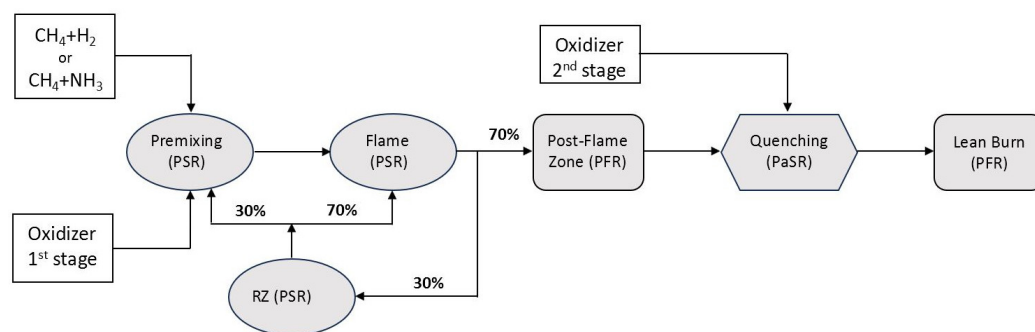 CH₄+H₂
or
CH₄+NH₃
Oxidizer
2ⁿᵈ stage
Premixing
(PSR)
Flame
(PSR)
70%
Post-Flame
Zone (PFR)
Quenching
(PaSR)
Lean Burn
(PFR)
30%
70%
Oxidizer
1ˢᵗ stage
RZ (PSR)
30%